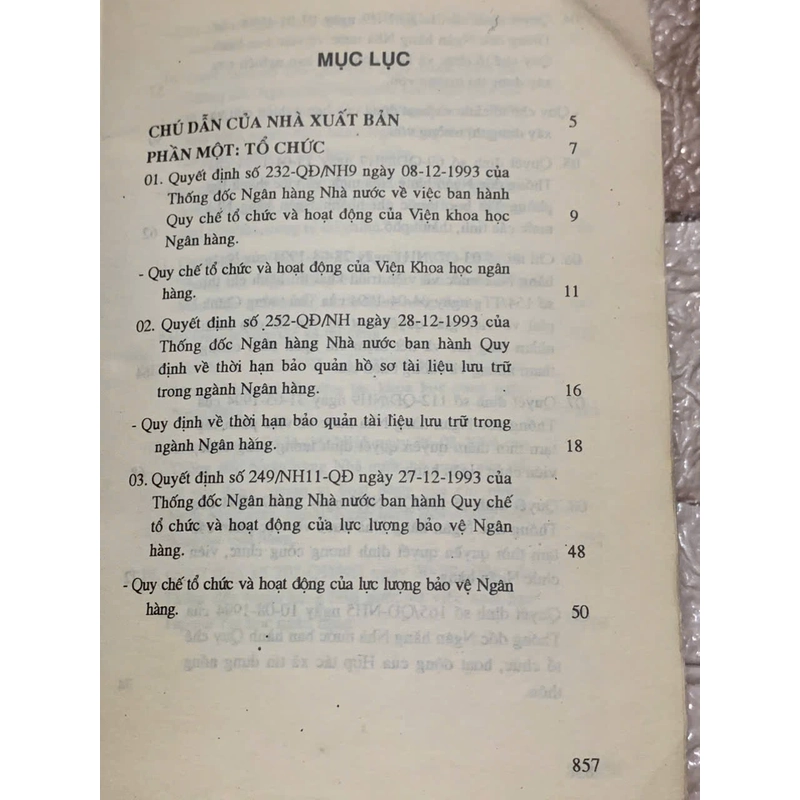 MỤC LỤC
CHÚ DẪN CỦA NHÀ XUẤT BẢN 5
PHẦN MỘT: TỔ CHỨC 7
01. Quyết định số 232-QĐ/NH9 ngày 08-12-1993 của
Thống đốc Ngân hàng Nhà nước về việc ban hành
Quy chế tổ chức và hoạt động của Viện khoa học
Ngân hàng. 9
- Quy chế tổ chức và hoạt động của Viện Khoa học ngân
hàng. 11
02. Quyết định số 252-QĐ/NH ngày 28-12-1993 của
Thống đốc Ngân hàng Nhà nước ban hành Quy
định về thời hạn bảo quản hồ sơ tài liệu lưu trữ
trong ngành Ngân hàng. 16
- Quy định về thời hạn bảo quản tài liệu lưu trữ trong
ngành Ngân hàng. 18
03. Quyết định số 249/NH11-QĐ ngày 27-12-1993 của
Thống đốc Ngân hàng Nhà nước ban hành Quy chế
tổ chức và hoạt động của lực lượng bảo vệ Ngân
hàng. 48
- Quy chế tổ chức và hoạt động của lực lượng bảo vệ Ngân
hàng. 50
857